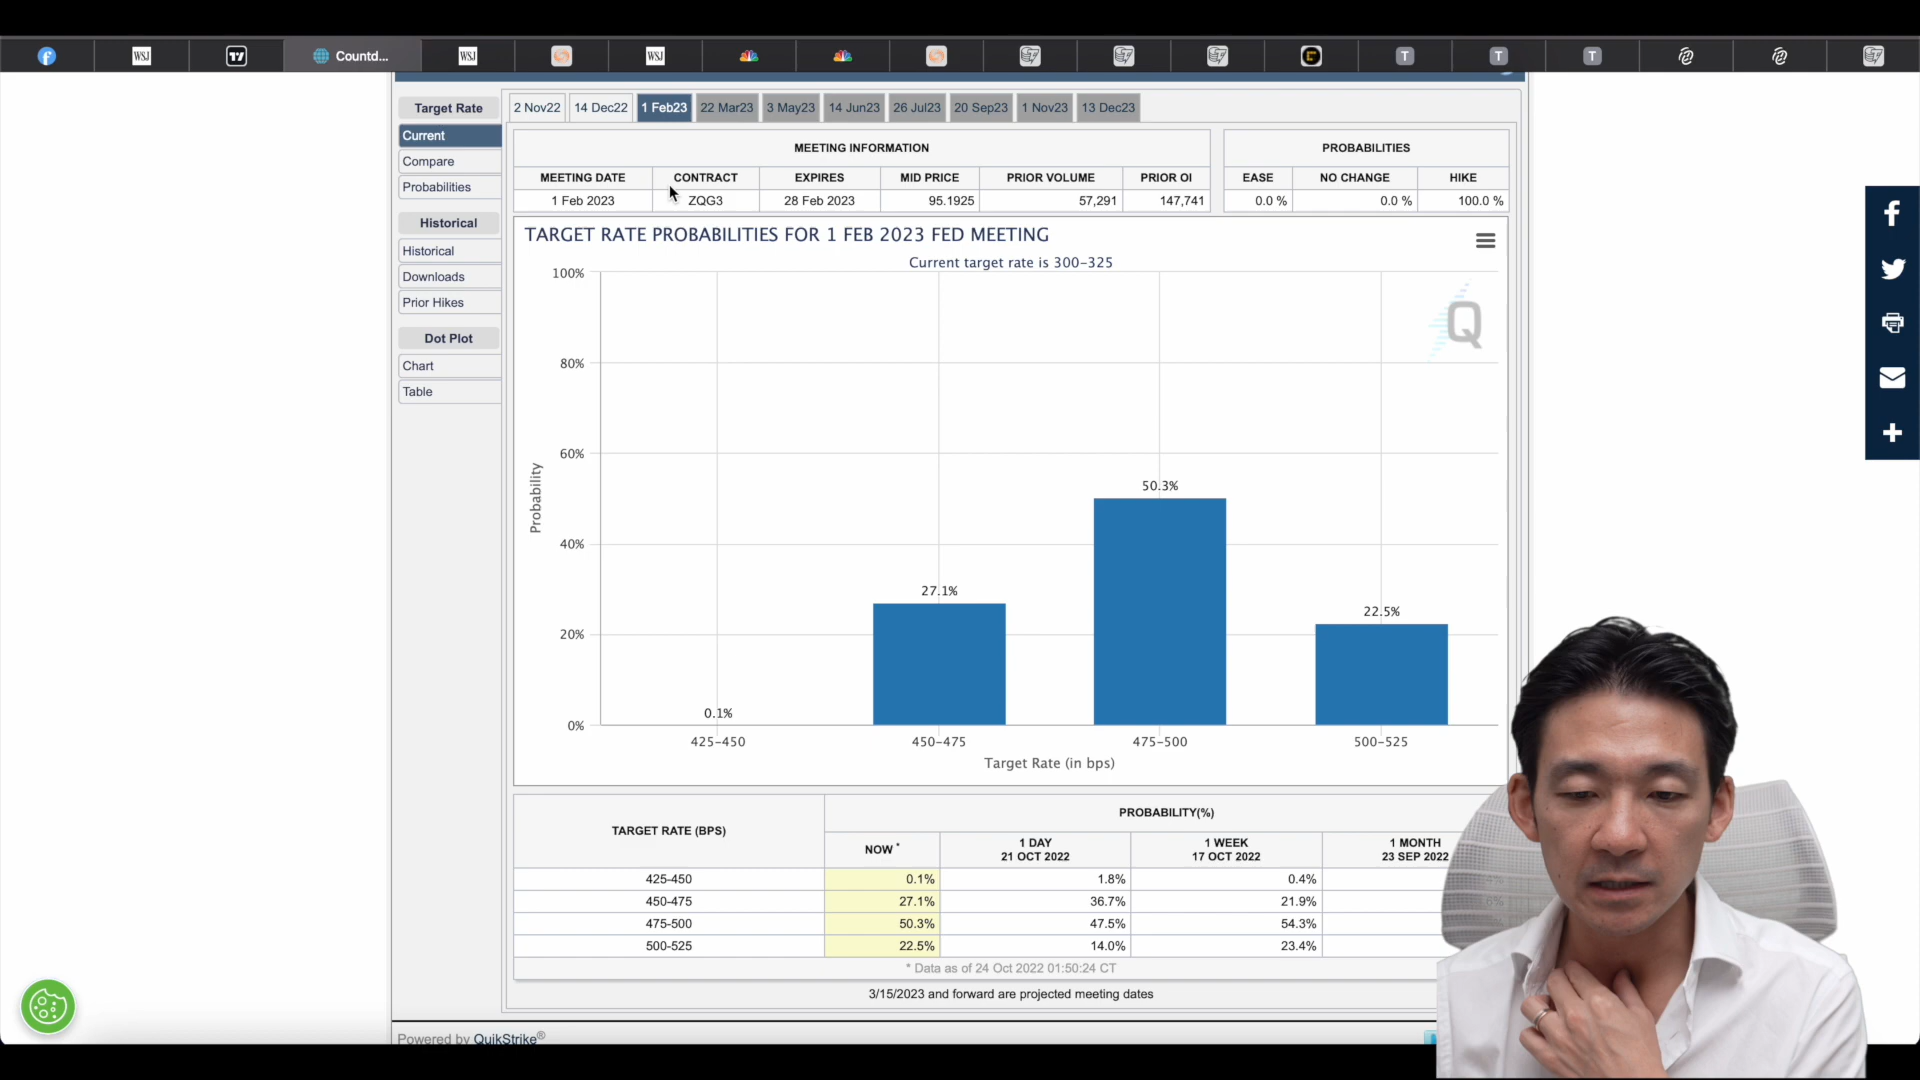 WSJ
Countd...
WSJ
WSJ
T
T
T
Target Rate
Current
Compare
Probabilities
Historical
Historical
Downloads
Prior Hikes
Dot Plot
Chart
Table
2 Nov22 14 Dec22 1 Feb23 22 Mar23 3 May23 14 Jun23 26 Jul23 20 Sep23 1 Nov23 13 Dec23
MEETING INFORMATION
MEETING DATE CONTRACT EXPIRES MID PRICE PRIOR VOLUME PRIOR OI
1 Feb 2023 ZQG3 28 Feb 2023 95.1925 57,291 147,741
PROBABILITIES
EASE NO CHANGE HIKE
0.0 % 0.0 % 100.0 %
TARGET RATE PROBABILITIES FOR 1 FEB 2023 FED MEETING
Current target rate is 300-325
Q
100%
80%
60%
40%
20%
0%
Probability
0.1%
27.1%
50.3%
22.5%
425-450 450-475 475-500 500-525
Target Rate (in bps)
TARGET RATE (BPS) PROBABILITY(%)
NOW * 1 DAY 1 WEEK 1 MONTH
21 OCT 2022 17 OCT 2022 23 SEP 2022
425-450 0.1% 1.8% 0.4%
450-475 27.1% 36.7% 21.9%
475-500 50.3% 47.5% 54.3%
500-525 22.5% 14.0% 23.4%
* Data as of 24 Oct 2022 01:50:24 CT
3/15/2023 and forward are projected meeting dates
Powered by QuikStrike®